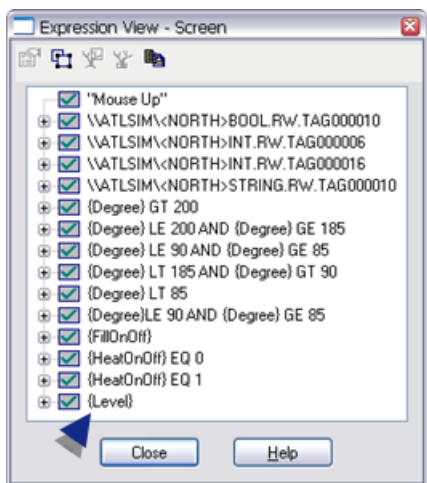 Expression View - Screen
"Mouse Up"
\\ATLSIM\<NORTH>BOOL.RW.TAG000010
\\ATLSIM\<NORTH>INT.RW.TAG000006
\\ATLSIM\<NORTH>INT.RW.TAG000016
\\ATLSIM\<NORTH>STRING.RW.TAG000010
{Degree} GT 200
{Degree} LE 200 AND {Degree} GE 185
{Degree} LE 90 AND {Degree} GE 85
{Degree} LT 185 AND {Degree} GT 90
{Degree} LT 85
{Degree}LE 90 AND {Degree} GE 85
{FillOnOff}
{HeatOnOff} EQ 0
{HeatOnOff} EQ 1
{Level}
Close Help